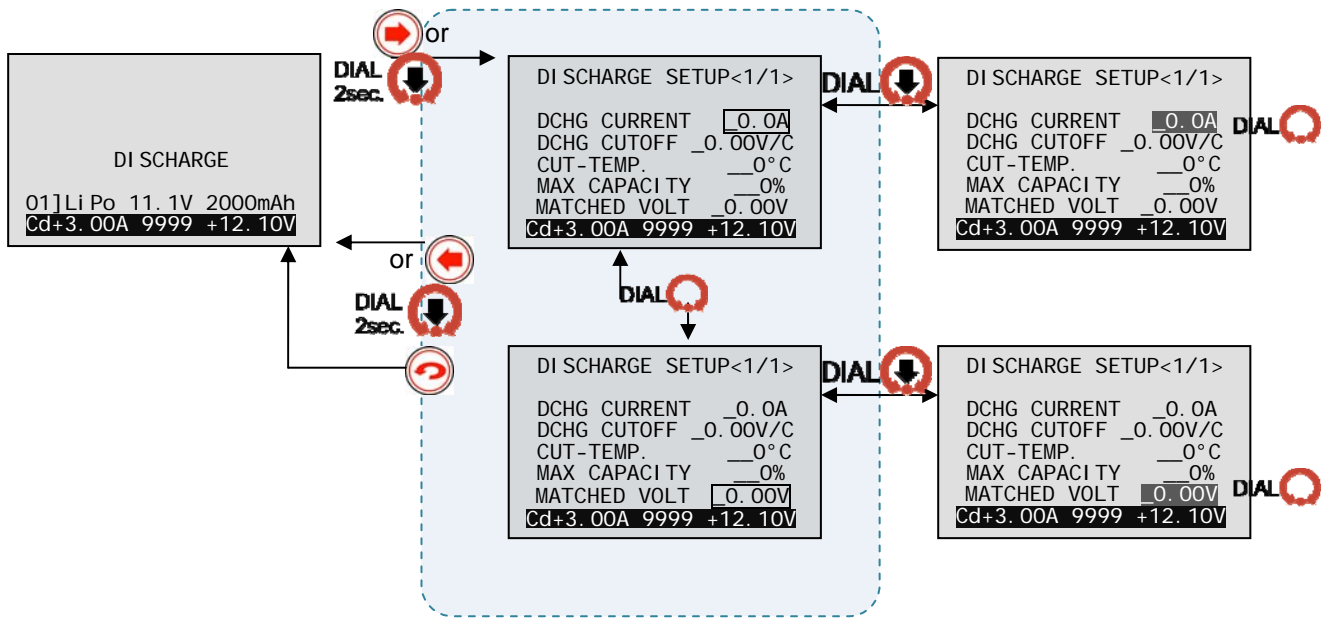 or
DIAL
2sec.
DISCHARGE
01]LiPo 11.1V 2000mAh
Cd+3.00A 9999 +12.10V
DISCHARGE SETUP<1/1>
DCHG CURRENT _0.0A
DCHG CUTOFF _0.00V/C
CUT-TEMP. __0°C
MAX CAPACITY __0%
MATCHED VOLT _0.00V
Cd+3.00A 9999 +12.10V
DIAL
DISCHARGE SETUP<1/1>
DCHG CURRENT _0.0A
DCHG CUTOFF _0.00V/C
CUT-TEMP. __0°C
MAX CAPACITY __0%
MATCHED VOLT _0.00V
Cd+3.00A 9999 +12.10V
DIAL
or
DIAL
2sec.
DIAL
DISCHARGE SETUP<1/1>
DCHG CURRENT _0.0A
DCHG CUTOFF _0.00V/C
CUT-TEMP. __0°C
MAX CAPACITY __0%
MATCHED VOLT _0.00V
Cd+3.00A 9999 +12.10V
DIAL
DISCHARGE SETUP<1/1>
DCHG CURRENT _0.0A
DCHG CUTOFF _0.00V/C
CUT-TEMP. __0°C
MAX CAPACITY __0%
MATCHED VOLT _0.00V
Cd+3.00A 9999 +12.10V
DIAL